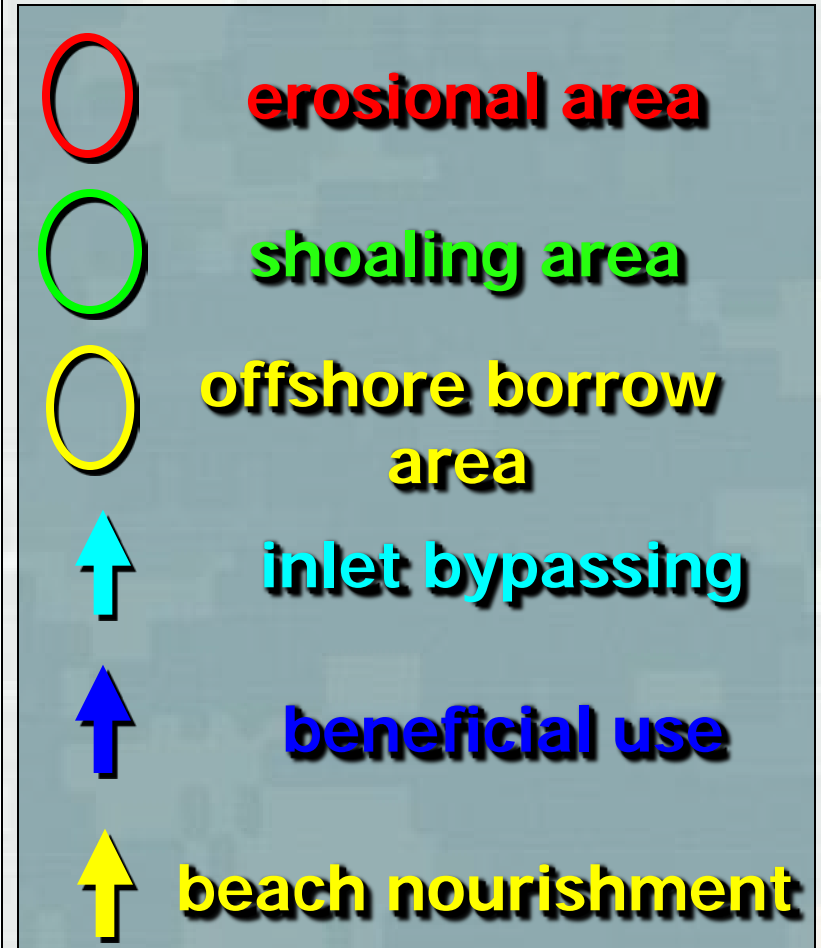 erosional area
shoaling area
offshore borrow
area
inlet bypassing
beneficial use
beach nourishment